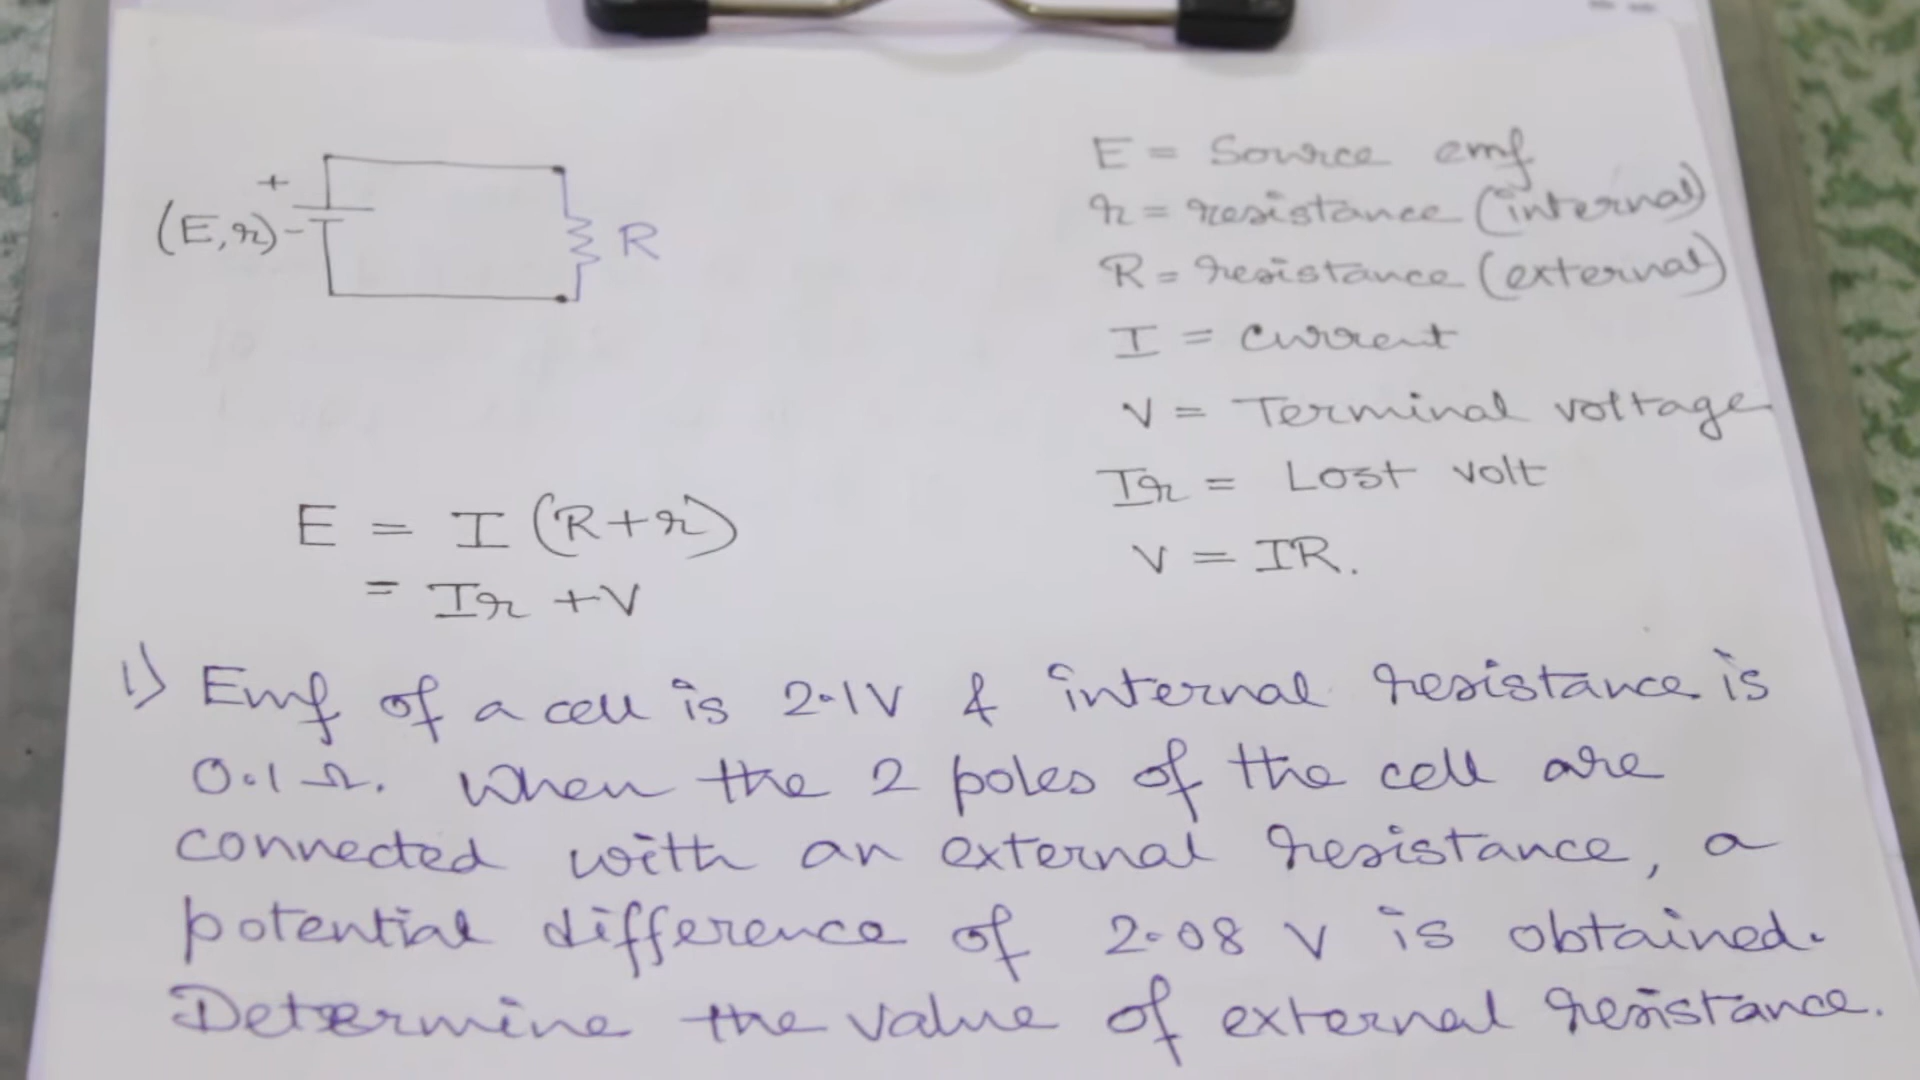 +
(E,r) -
R
E = Source emf
r = resistance (internal)
R = resistance (external)
I = current
V = Terminal voltage
Ir = Lost volt
V = IR.
E = I (R+r)
= Ir + V
1) Emf of a cell is 2.1V & internal resistance is
0.1 Ω. When the 2 poles of the cell are
connected with an external resistance, a
potential difference of 2.08 V is obtained.
Determine the value of external resistance.